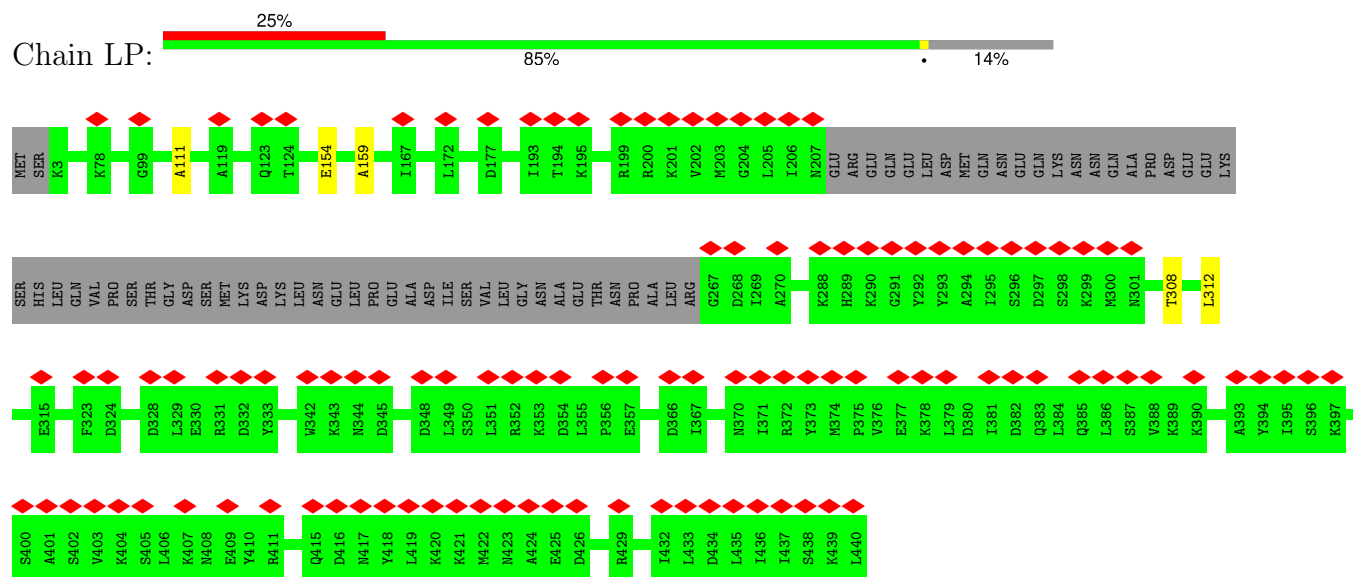 25%
Chain LP:
85% • 14%
MET SER K3 K78 G99 A111 A119 Q123 T124 E154 A159 I167 L172 D177 I193 T194 K195 R199 R200 K201 V202 M203 G204 L205 I206 N207 GLU ARG GLU GLN GLU GLU LEU ASP MET GLN ASN GLU GLN LYS ASN ASN GLN ALA PRO ASP GLU GLU LYS
SER HIS LEU GLN VAL PRO SER THR GLY ASP SER MET LYS ASP LYS LEU ASN GLU LEU PRO GLU ALA ASP ILE SER VAL LEU GLY ASN ALA GLU THR ASN PRO ALA LEU ARG G267 D268 I269 A270 K288 H289 K290 G291 Y292 Y293 A294 I295 S296 D297 S298 K299 M300 N301 T308 L312
E315 F323 D324 D328 L329 E330 R331 D332 Y333 W342 K343 N344 D345 D348 L349 S350 L351 R352 K353 D354 L355 P356 E357 D366 I367 N370 I371 R372 Y373 M374 P375 V376 E377 K378 L379 D380 I381 D382 Q383 L384 Q385 L386 S387 V388 K389 K390 A393 Y394 I395 S396 K397
S400 A401 S402 V403 K404 S405 L406 K407 N408 E409 Y410 R411 Q415 D416 N417 Y418 L419 K420 K421 M422 N423 A424 E425 D426 R429 I432 L433 D434 L435 I436 I437 S438 K439 L440